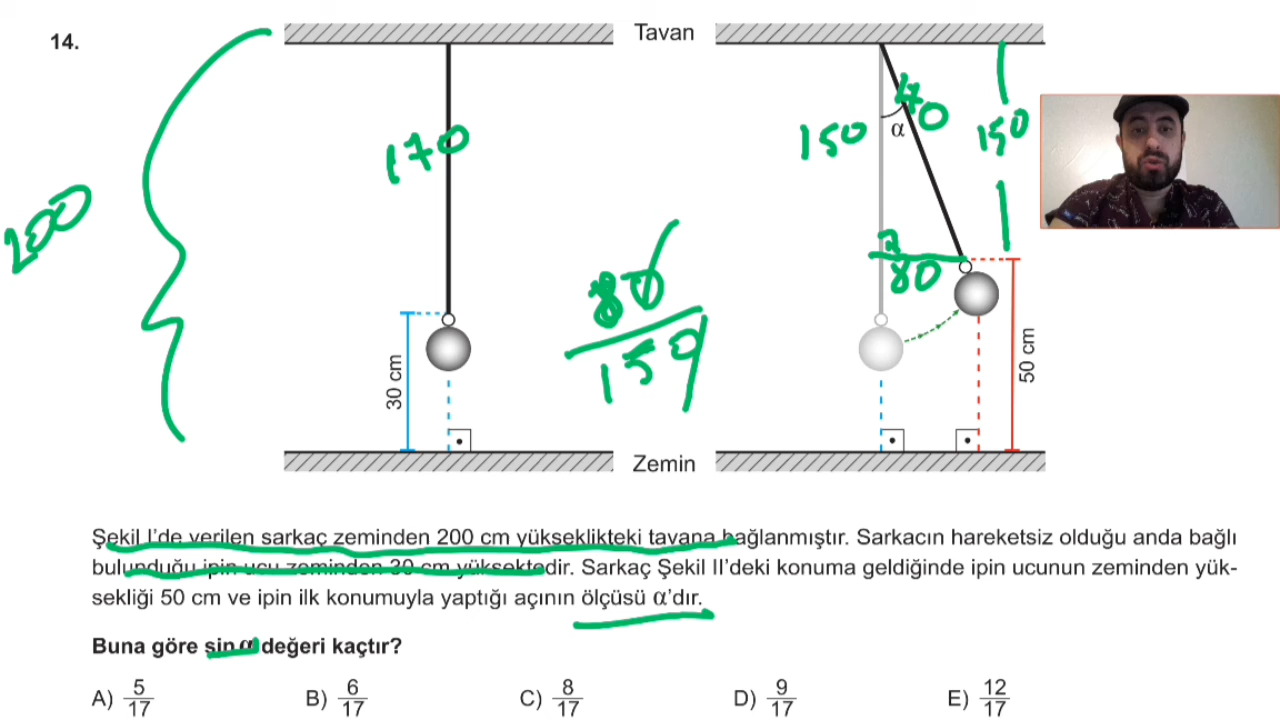 14.
Tavan
200
170
30 cm
80
150
150
α
170
150
80
50 cm
Zemin
Şekil I'de verilen sarkaç zeminden 200 cm yükseklikteki tavana bağlanmıştır. Sarkacın hareketsiz olduğu anda bağlı
bulunduğu ipin ucu zeminden 30 cm yüksektedir. Sarkaç Şekil II'deki konuma geldiğinde ipin ucunun zeminden yük-
sekliği 50 cm ve ipin ilk konumuyla yaptığı açının ölçüsü α'dır.
Buna göre sin α değeri kaçtır?
A) 5/17 B) 6/17 C) 8/17 D) 9/17 E) 12/17